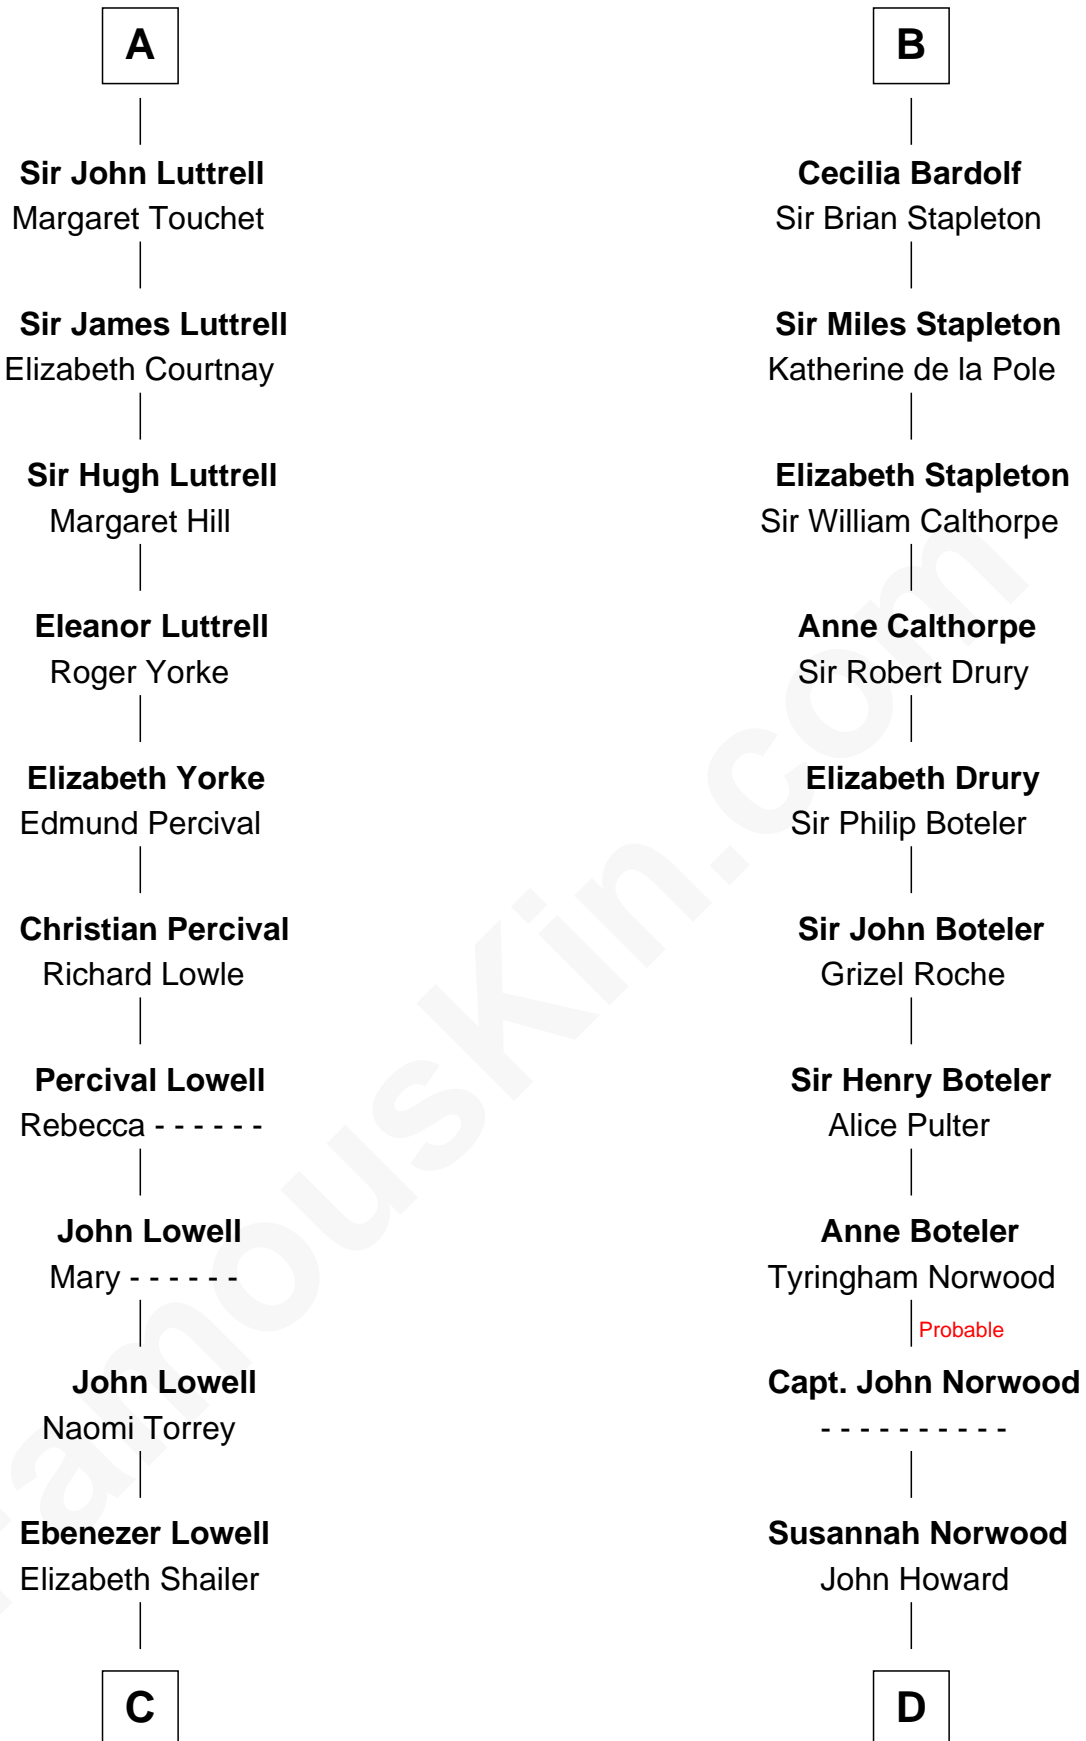 A
Sir John Luttrell
Margaret Touchet
Sir James Luttrell
Elizabeth Courtnay
Sir Hugh Luttrell
Margaret Hill
Eleanor Luttrell
Roger Yorke
Elizabeth Yorke
Edmund Percival
Christian Percival
Richard Lowle
Percival Lowell
Rebecca - - - - - -
John Lowell
Mary - - - - - -
John Lowell
Naomi Torrey
Ebenezer Lowell
Elizabeth Shailer
C
B
Cecilia Bardolf
Sir Brian Stapleton
Sir Miles Stapleton
Katherine de la Pole
Elizabeth Stapleton
Sir William Calthorpe
Anne Calthorpe
Sir Robert Drury
Elizabeth Drury
Sir Philip Boteler
Sir John Boteler
Grizel Roche
Sir Henry Boteler
Alice Pulter
Anne Boteler
Tyringham Norwood
Probable
Capt. John Norwood
- - - - - - - - - -
Susannah Norwood
John Howard
D
FamousKin.com